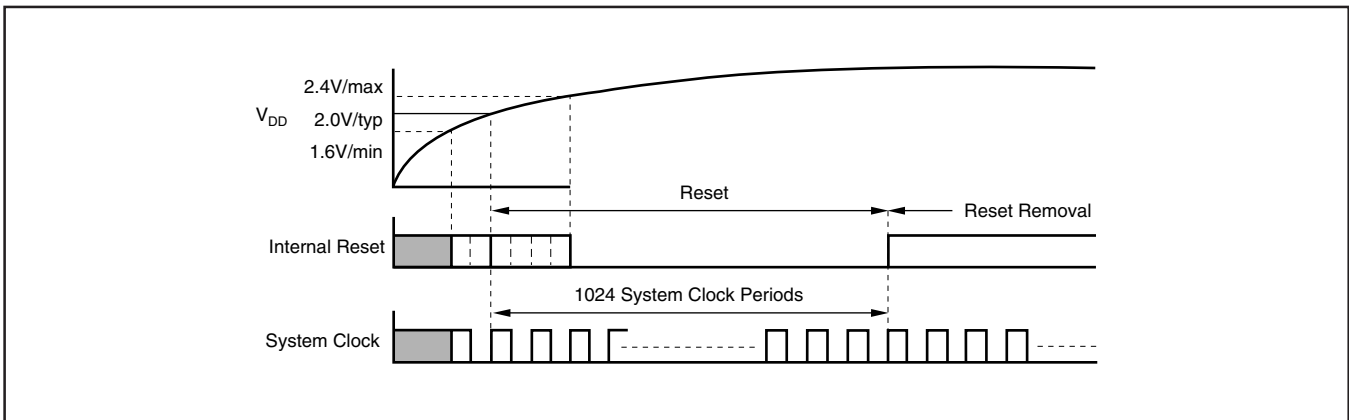 2.4V/max
VDD 2.0V/typ
1.6V/min
Reset
Reset Removal
Internal Reset
1024 System Clock Periods
System Clock